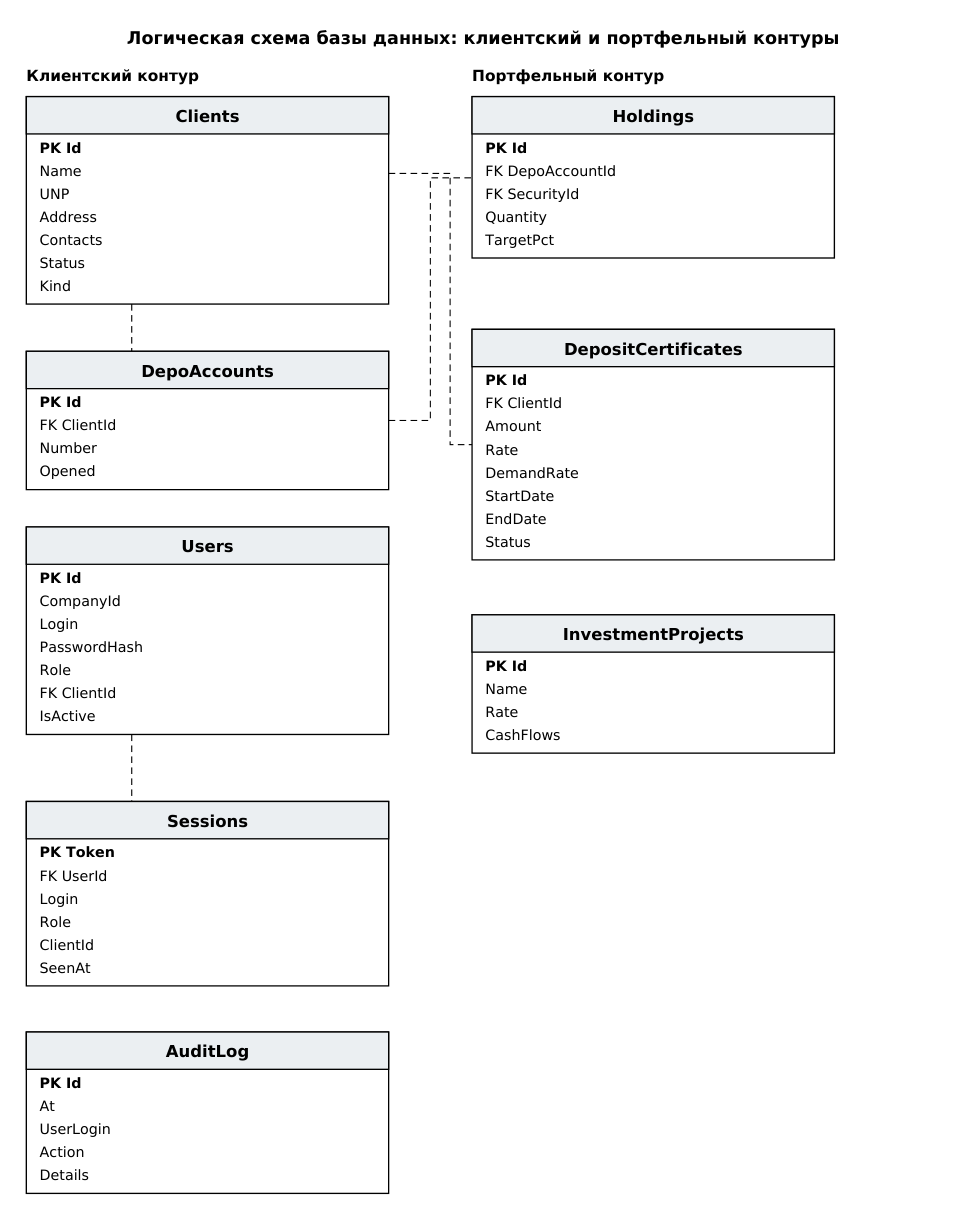 Логическая схема базы данных: клиентский и портфельный контуры
Клиентский контур
Clients
PK Id
Name
UNP
Address
Contacts
Status
Kind
DepoAccounts
PK Id
FK ClientId
Number
Opened
Users
PK Id
CompanyId
Login
PasswordHash
Role
FK ClientId
IsActive
Sessions
PK Token
FK UserId
Login
Role
ClientId
SeenAt
AuditLog
PK Id
At
UserLogin
Action
Details
Портфельный контур
Holdings
PK Id
FK DepoAccountId
FK SecurityId
Quantity
TargetPct
DepositCertificates
PK Id
FK ClientId
Amount
Rate
DemandRate
StartDate
EndDate
Status
InvestmentProjects
PK Id
Name
Rate
CashFlows